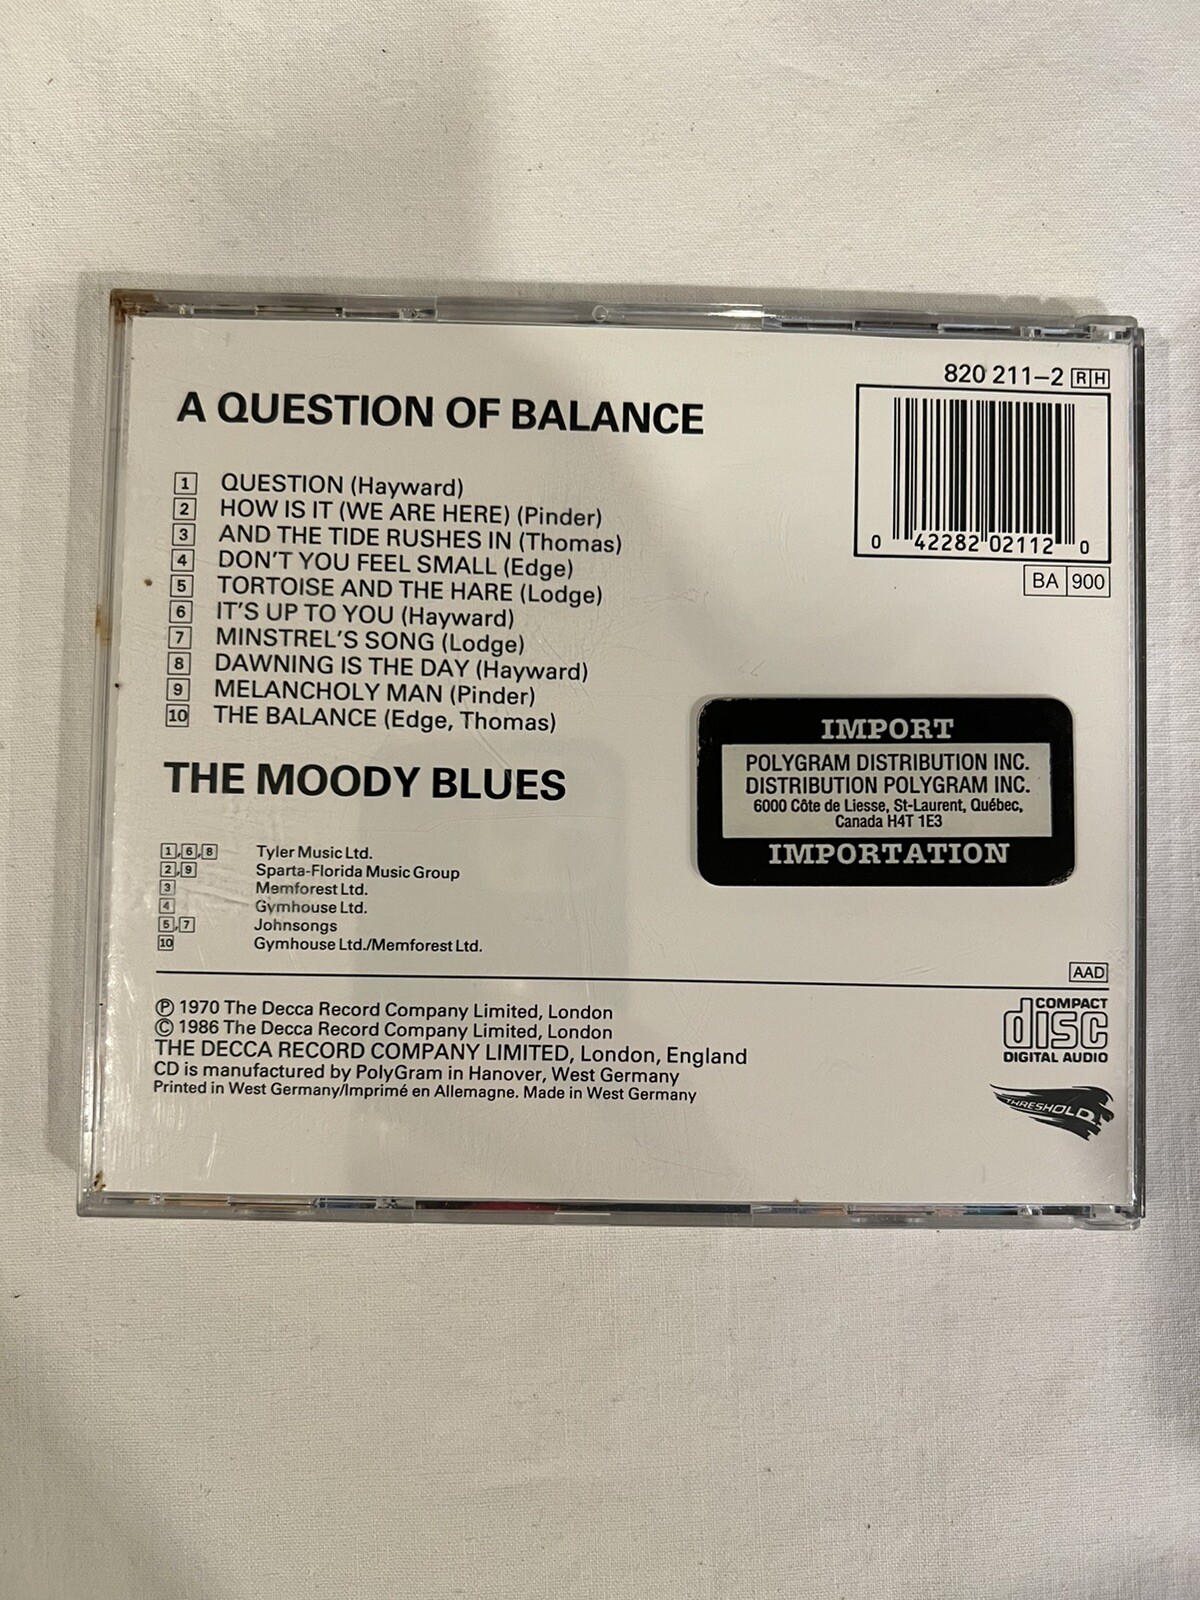 820 211-2 RH
A QUESTION OF BALANCE
1 QUESTION (Hayward)
2 HOW IS IT (WE ARE HERE) (Pinder)
3 AND THE TIDE RUSHES IN (Thomas)
4 DON'T YOU FEEL SMALL (Edge)
5 TORTOISE AND THE HARE (Lodge)
6 IT'S UP TO YOU (Hayward)
7 MINSTREL'S SONG (Lodge)
8 DAWNING IS THE DAY (Hayward)
9 MELANCHOLY MAN (Pinder)
10 THE BALANCE (Edge, Thomas)
0 42282 02112 0
BA 900
THE MOODY BLUES
IMPORT
POLYGRAM DISTRIBUTION INC.
DISTRIBUTION POLYGRAM INC.
6000 Côte de Liesse, St-Laurent, Québec,
Canada H4T 1E3
IMPORTATION
1,6,8 Tyler Music Ltd.
2,9 Sparta-Florida Music Group
3 Memforest Ltd.
4 Gymhouse Ltd.
5,7 Johnsongs
10 Gymhouse Ltd./Memforest Ltd.
AAD
℗ 1970 The Decca Record Company Limited, London
© 1986 The Decca Record Company Limited, London
THE DECCA RECORD COMPANY LIMITED, London, England
CD is manufactured by PolyGram in Hanover, West Germany
Printed in West Germany/Imprimé en Allemagne. Made in West Germany
COMPACT
disc
DIGITAL AUDIO
THRESHOLD